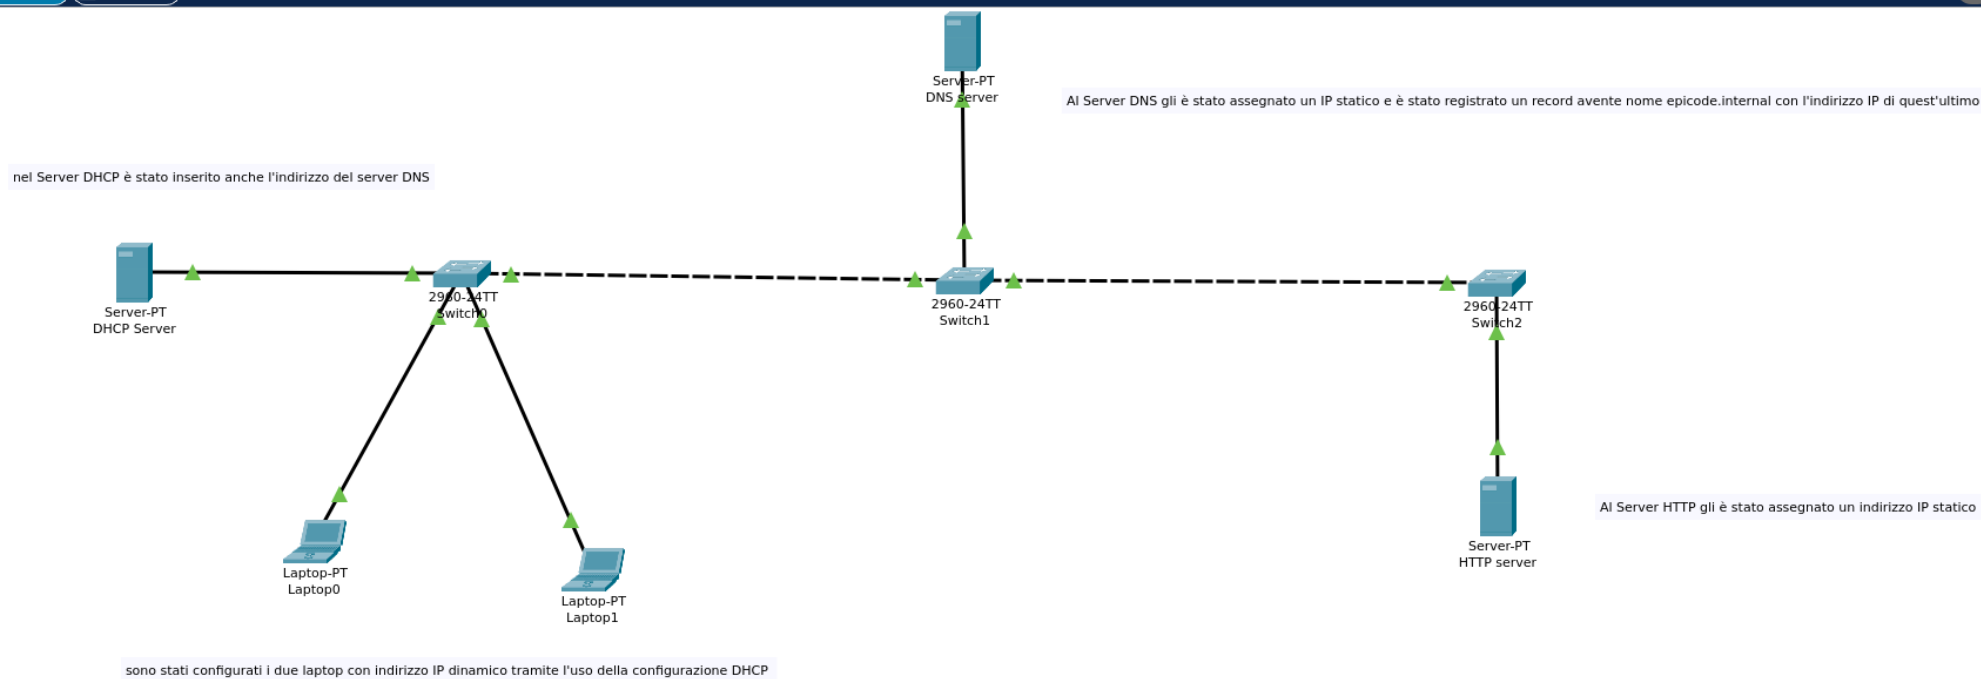 Server-PT
DNS server
Al Server DNS gli è stato assegnato un IP statico e è stato registrato un record avente nome epicode.internal con l'indirizzo IP di quest'ultimo
nel Server DHCP è stato inserito anche l'indirizzo del server DNS
Server-PT
DHCP Server
2960-24TT
Switch0
2960-24TT
Switch1
2960-24TT
Switch2
Al Server HTTP gli è stato assegnato un indirizzo IP statico
Server-PT
HTTP server
Laptop-PT
Laptop0
Laptop-PT
Laptop1
sono stati configurati i due laptop con indirizzo IP dinamico tramite l'uso della configurazione DHCP